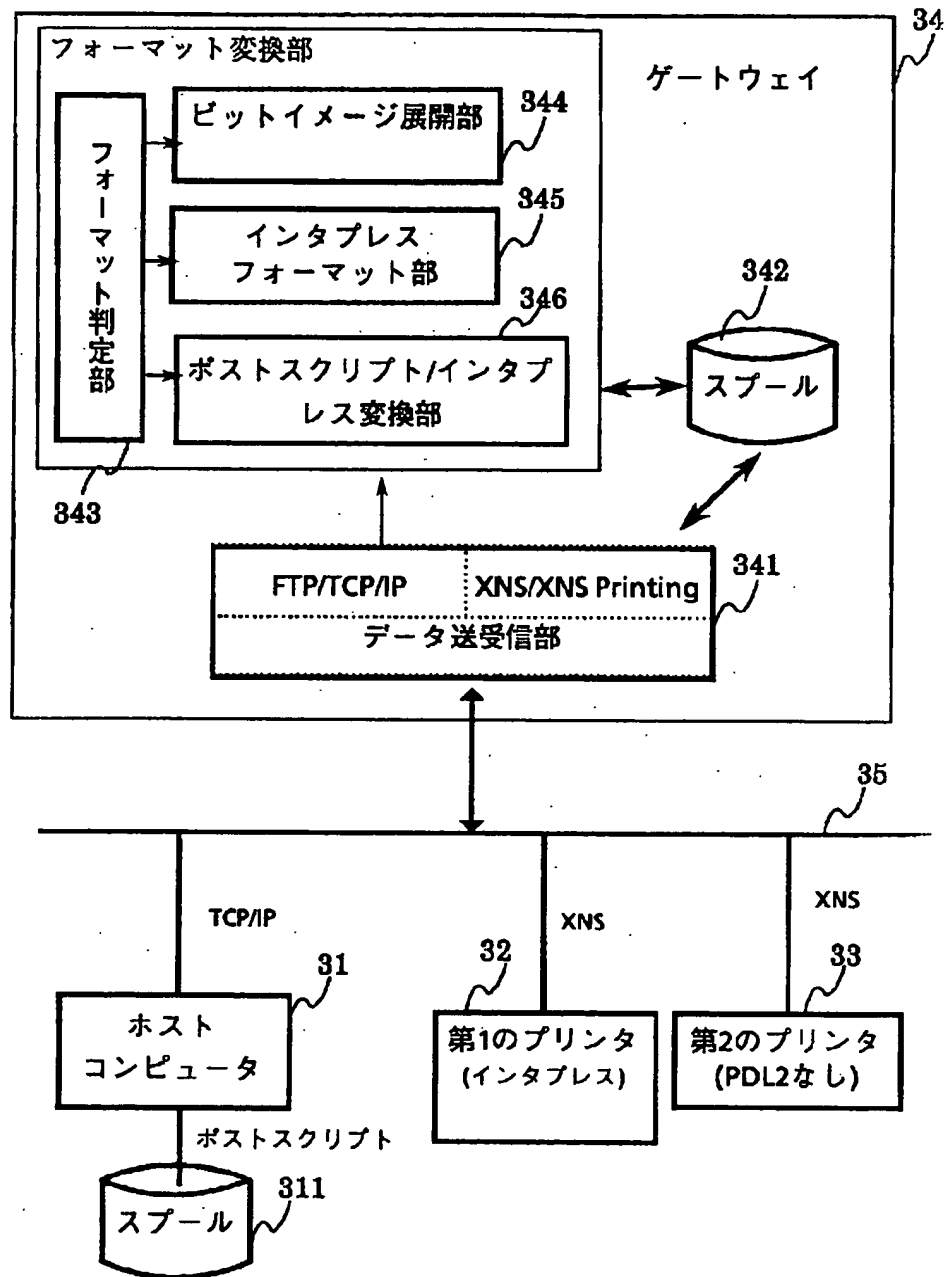 34
フォーマット変換部
ゲートウェイ
ビットイメージ展開部
344
フォーマット判定部
インタプレス
フォーマット部
345
346
ポストスクリプト/インタプ
レス変換部
342
スプール
343
FTP/TCP/IP
XNS/XNS Printing
データ送受信部
341
35
TCP/IP
XNS
XNS
31
ホスト
コンピュータ
32
第1のプリンタ
(インタプレス)
33
第2のプリンタ
(PDL2なし)
ポストスクリプト
スプール
311